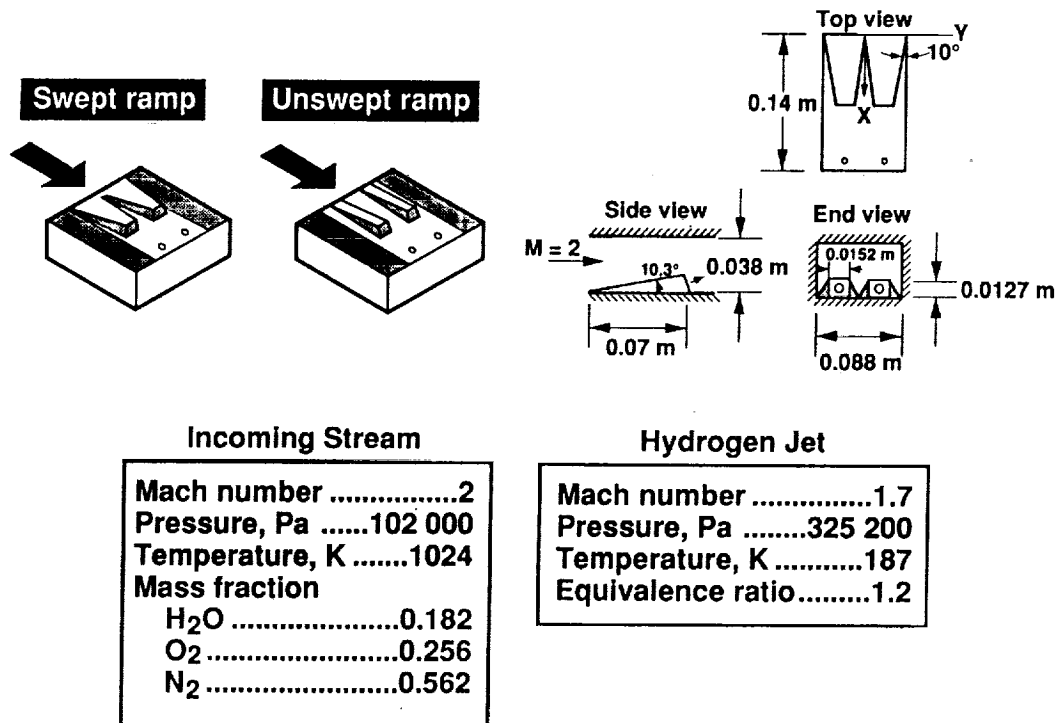 Swept ramp
Unswept ramp
Top view
Y
10°
0.14 m
X
Side view
M = 2
10.3°
0.038 m
0.07 m
End view
0.0152 m
0.0127 m
0.088 m
Incoming Stream
Mach number .................2
Pressure, Pa ......102 000
Temperature, K .......1024
Mass fraction
H₂O ......................0.182
O₂.........................0.256
N₂.........................0.562
Hydrogen Jet
Mach number ...............1.7
Pressure, Pa ........325 200
Temperature, K ...........187
Equivalence ratio.........1.2